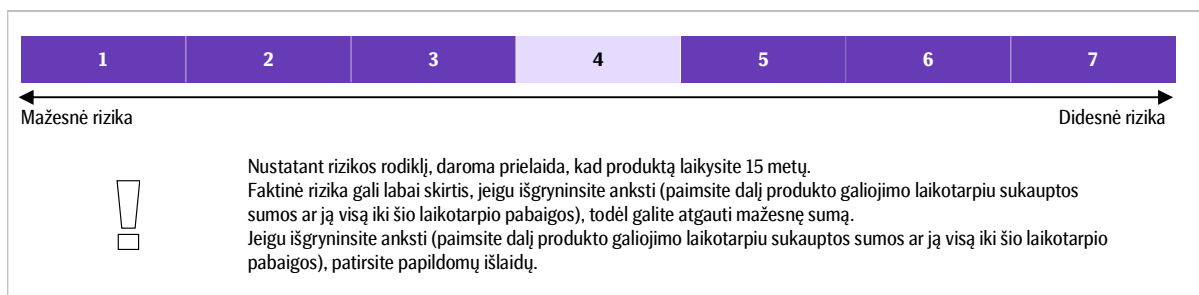 1 2 3 4 5 6 7
Mažesnė rizika Didesnė rizika
Nustatant rizikos rodiklį, daroma prielaida, kad produktą laikysite 15 metų.
Faktinė rizika gali labai skirtis, jeigu išgryninsite anksti (paimsite dalį produkto galiojimo laikotarpiu sukauptos
sumos ar ją visą iki šio laikotarpio pabaigos), todėl galite atgauti mažesnę sumą.
Jeigu išgryninsite anksti (paimsite dalį produkto galiojimo laikotarpiu sukauptos sumos ar ją visą iki šio laikotarpio
pabaigos), patirsite papildomų išlaidų.